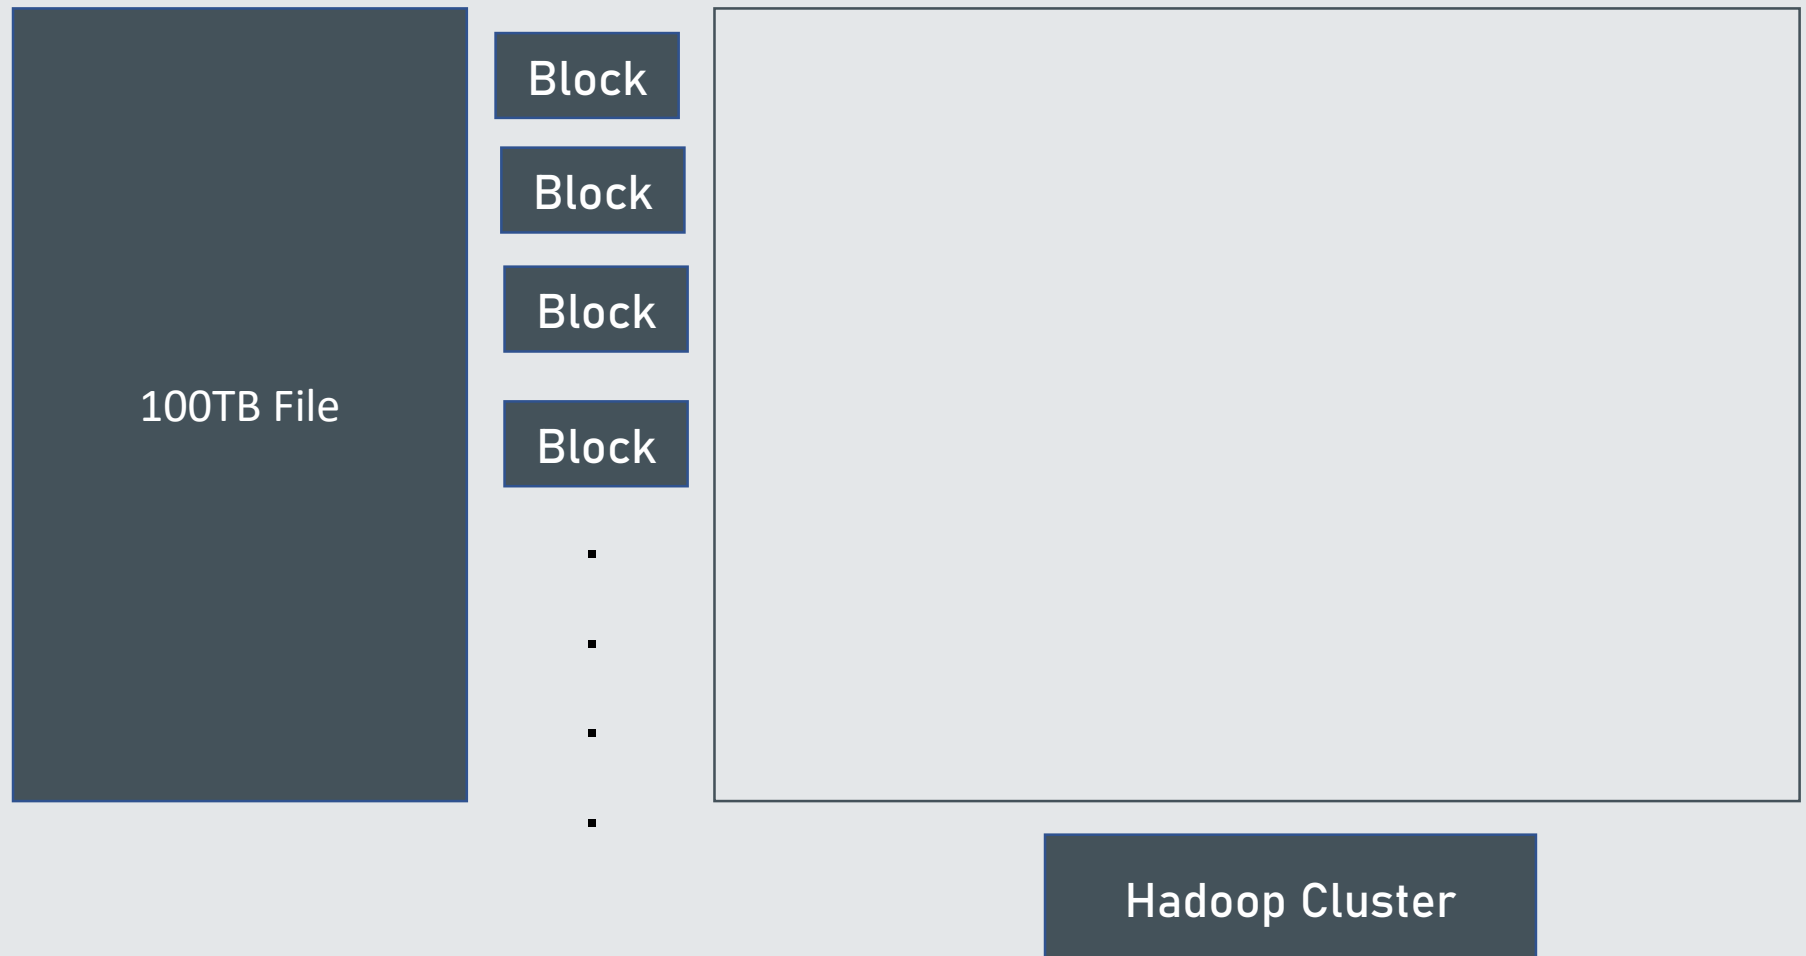 100TB File
Block
Block
Block
Block
.
.
.
.
Hadoop Cluster